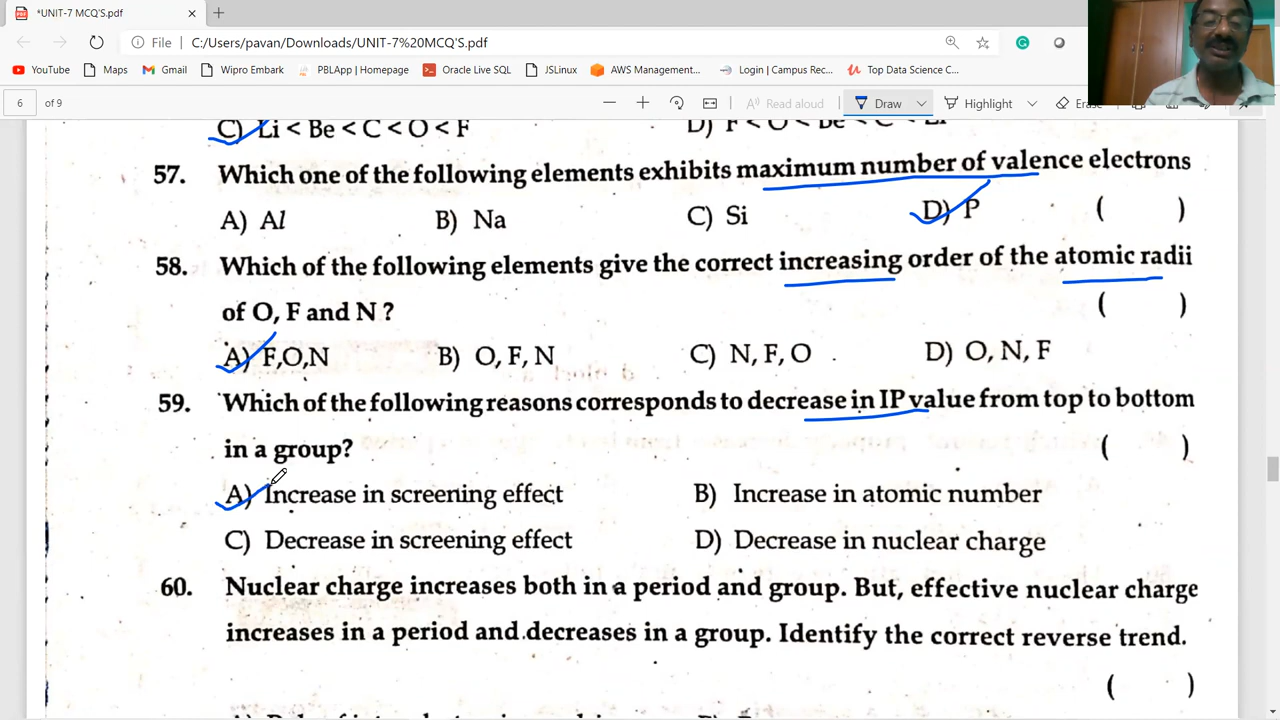 *UNIT-7 MCQ'S.pdf
File C:/Users/pavan/Downloads/UNIT-7%20MCQ'S.pdf
YouTube Maps Gmail Wipro Embark PBLApp | Homepage Oracle Live SQL JSLinux AWS Management... Login | Campus Rec... Top Data Science C...
6 of 9 Read aloud Draw Highlight Erase
C) Li < Be < C < O < F D) F < O < Be < C < Li
57. Which one of the following elements exhibits maximum number of valence electrons
A) Al B) Na C) Si D) P ( )
58. Which of the following elements give the correct increasing order of the atomic radii
of O, F and N ? ( )
A) F,O,N B) O, F, N C) N, F, O D) O, N, F
59. Which of the following reasons corresponds to decrease in IP value from top to bottom
in a group? ( )
A) Increase in screening effect B) Increase in atomic number
C) Decrease in screening effect D) Decrease in nuclear charge
60. Nuclear charge increases both in a period and group. But, effective nuclear charge
increases in a period and decreases in a group. Identify the correct reverse trend.
( )